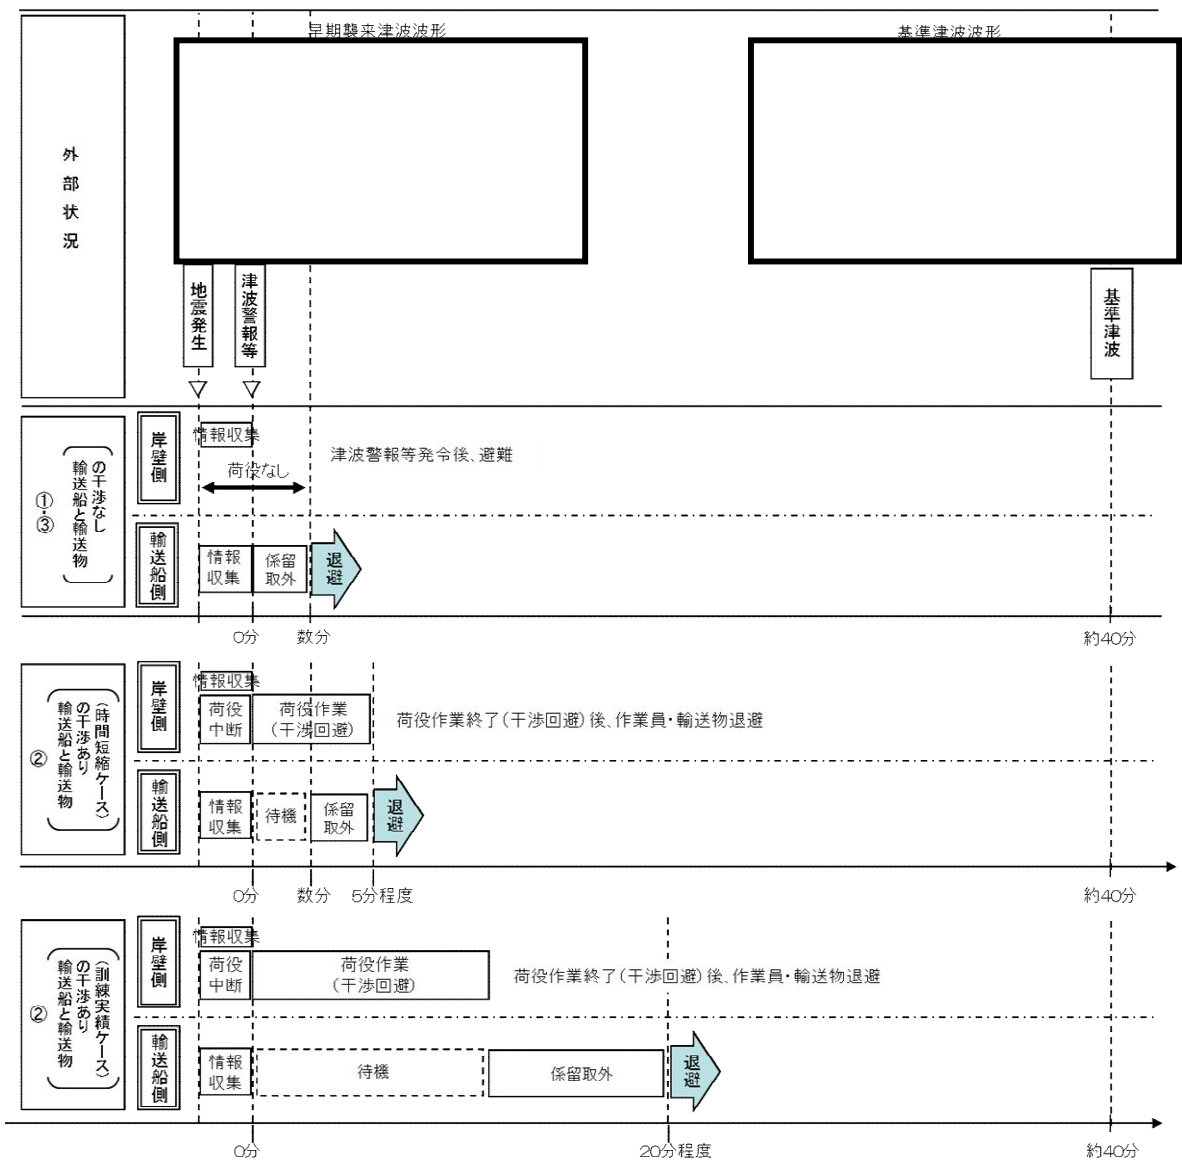 早期襲来津波波形
基準津波波形
外部状況
地震発生
津波警報等
基準津波
①・③
輸送船と輸送物
の干渉なし
岸壁側
情報収集
荷役なし
津波警報等発令後、避難
輸送船側
情報
収集
係留
取外
退避
0分
数分
約40分
②
輸送船と輸送物
の干渉あり
(時間短縮ケース)
岸壁側
情報収集
荷役
中断
荷役作業
(干渉回避)
荷役作業終了(干渉回避)後、作業員・輸送物退避
輸送船側
情報
収集
待機
係留
取外
退避
0分
数分
5分程度
約40分
②
輸送船と輸送物
の干渉あり
(訓練実績ケース)
岸壁側
情報収集
荷役
中断
荷役作業
(干渉回避)
荷役作業終了(干渉回避)後、作業員・輸送物退避
輸送船側
情報
収集
待機
係留取外
退避
0分
20分程度
約40分